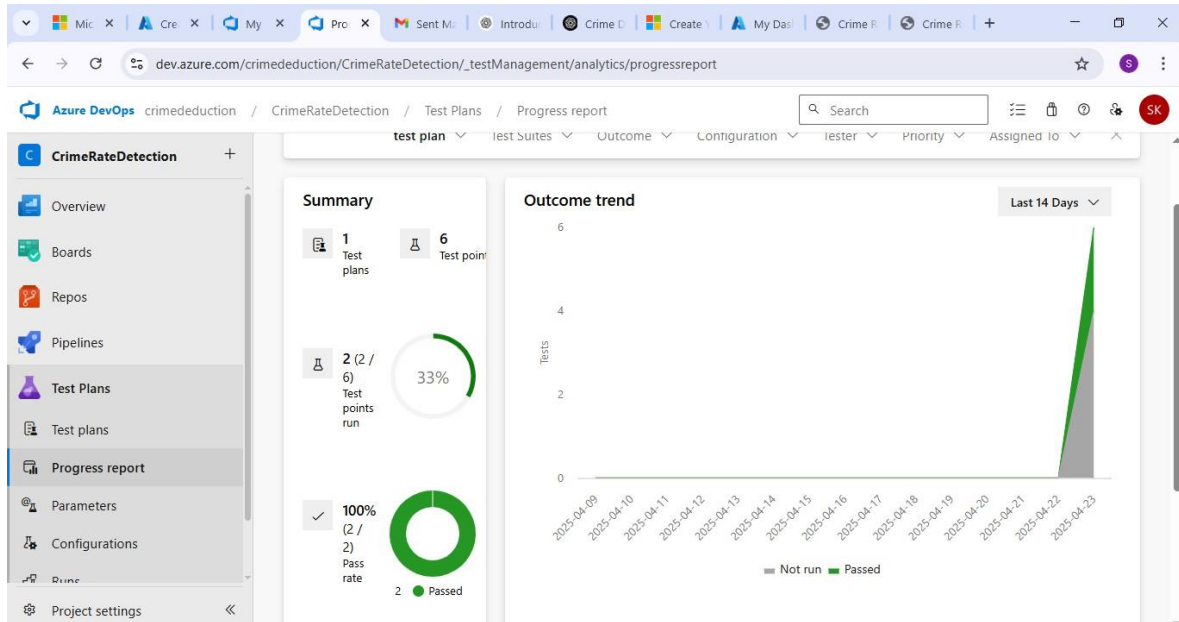 Mic
Cre
My
Pro
Sent Ma
Introdu
Crime D
Create Y
My Das
Crime R
Crime R
dev.azure.com/crimededuction/CrimeRateDetection/_testManagement/analytics/progressreport
S
Azure DevOps crimededuction / CrimeRateDetection / Test Plans / Progress report
Search
SK
C CrimeRateDetection +
test plan Test Suites Outcome Configuration Tester Priority Assigned To
Overview
Boards
Repos
Pipelines
Test Plans
Test plans
Progress report
Parameters
Configurations
Runs
Project settings
Summary
1
Test
plans
6
Test point
2 (2 /
6)
Test
points
run
33%
100%
(2 /
2)
Pass
rate
2 Passed
Outcome trend
Last 14 Days
6
4
2
0
Tests
2025-04-09
2025-04-10
2025-04-11
2025-04-12
2025-04-13
2025-04-14
2025-04-15
2025-04-16
2025-04-17
2025-04-18
2025-04-19
2025-04-20
2025-04-21
2025-04-22
2025-04-23
Not run Passed